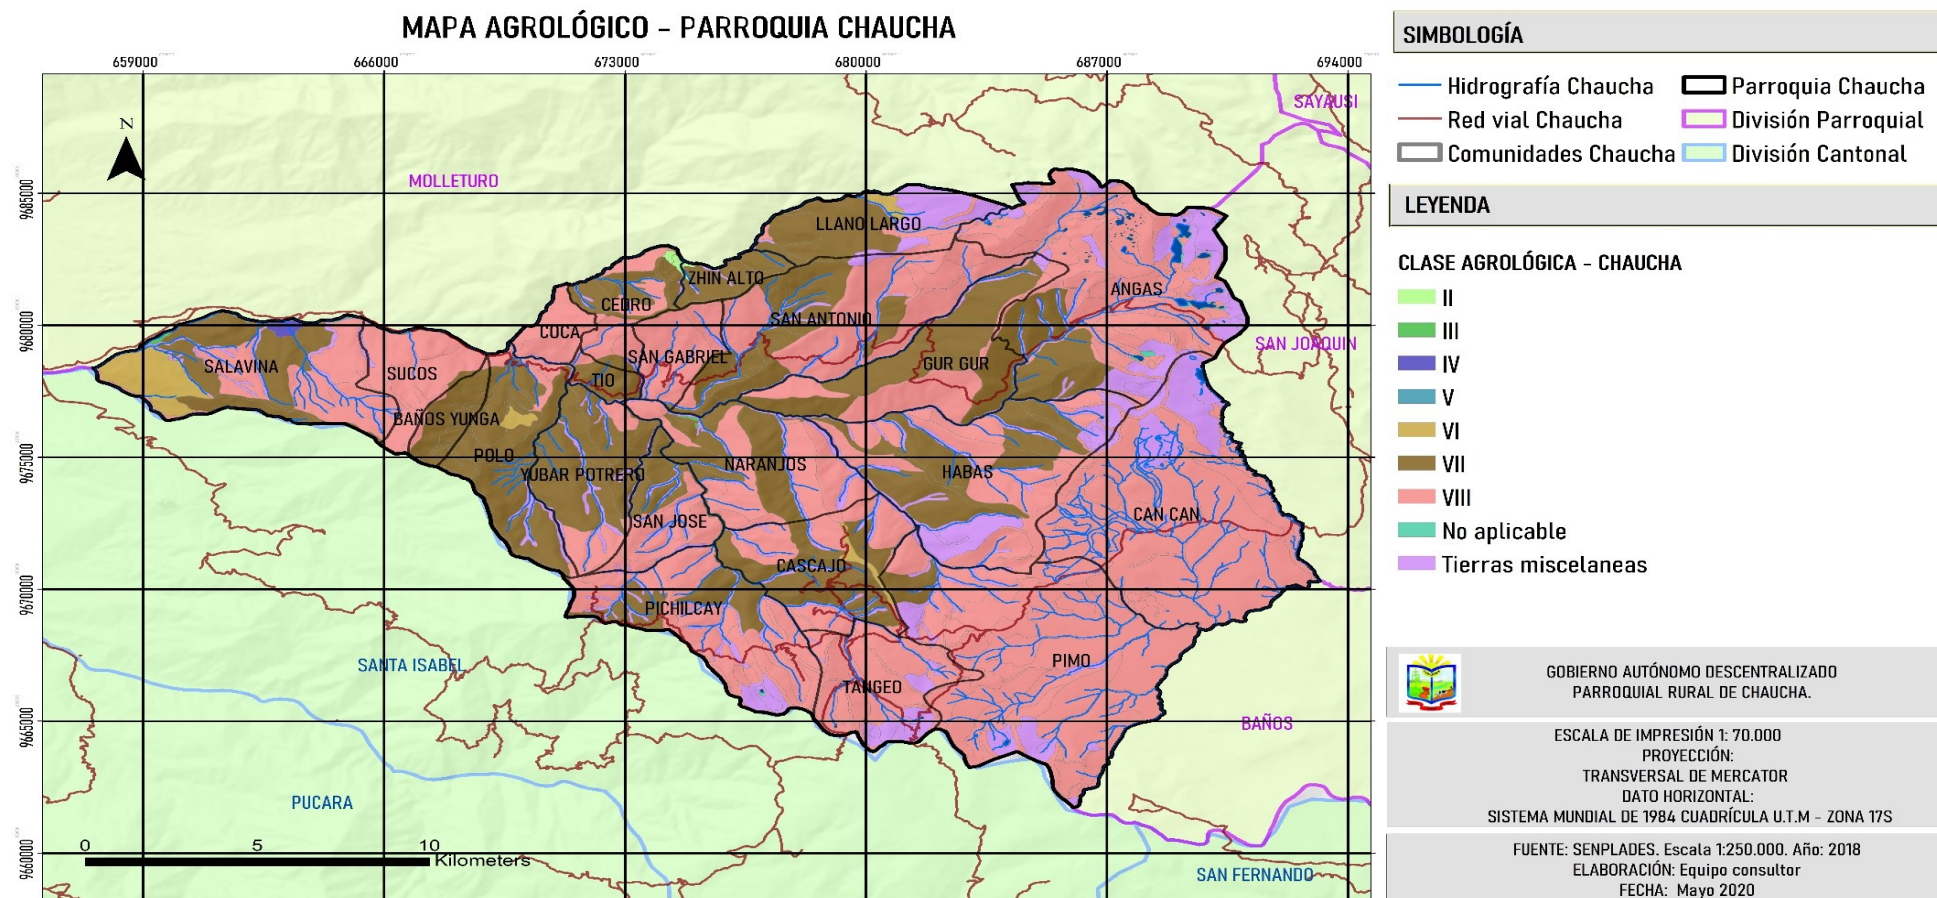 MAPA AGROLÓGICO - PARROQUIA CHAUCHA
659000 666000 673000 680000 687000 694000
9685000
9680000
9675000
9670000
9665000
9660000
N
SAYAUSI
MOLLETURO
LLANO LARGO
ZHIN ALTO
CEDRO
ANGAS
COCA
SAN ANTONIO
SAN JOAQUIN
SAN GABRIEL
SALAVINA
SUCOS
GUR GUR
TIO
BAÑOS YUNGA
POLO
YUBAR POTRERO
NARANJOS
HABAS
SAN JOSE
CAN CAN
CASCAJO
PICHILCAY
SANTA ISABEL
PIMO
TANGEO
BAÑOS
PUCARA
SAN FERNANDO
0 5 10
Kilometers
SIMBOLOGÍA
Hidrografía Chaucha
Parroquia Chaucha
Red vial Chaucha
División Parroquial
Comunidades Chaucha
División Cantonal
LEYENDA
CLASE AGROLÓGICA - CHAUCHA
II
III
IV
V
VI
VII
VIII
No aplicable
Tierras miscelaneas
GOBIERNO AUTÓNOMO DESCENTRALIZADO
PARROQUIAL RURAL DE CHAUCHA.
ESCALA DE IMPRESIÓN 1: 70.000
PROYECCIÓN:
TRANSVERSAL DE MERCATOR
DATO HORIZONTAL:
SISTEMA MUNDIAL DE 1984 CUADRÍCULA U.T.M - ZONA 17S
FUENTE: SENPLADES. Escala 1:250.000. Año: 2018
ELABORACIÓN: Equipo consultor
FECHA: Mayo 2020